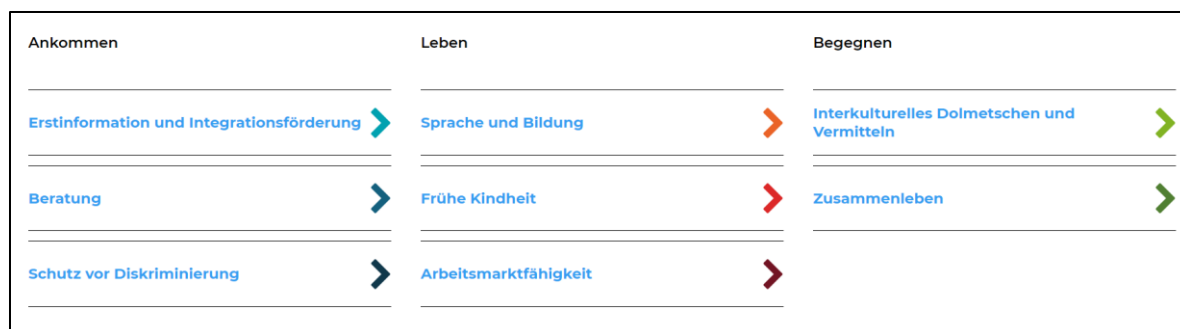 Ankommen
Erstinformation und Integrationsförderung
Beratung
Schutz vor Diskriminierung
Leben
Sprache und Bildung
Frühe Kindheit
Arbeitsmarktfähigkeit
Begegnen
Interkulturelles Dolmetschen und
Vermitteln
Zusammenleben